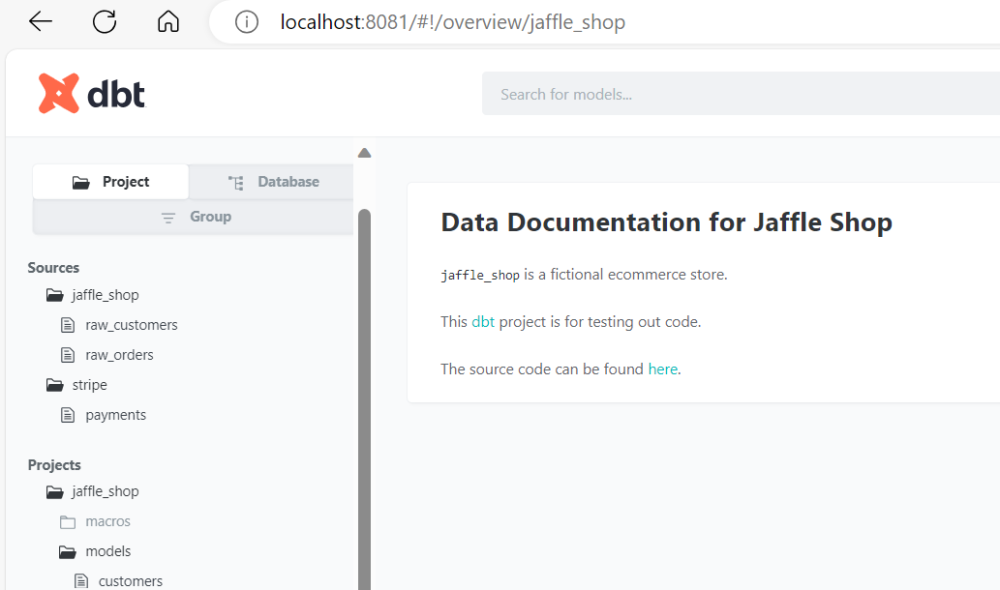 localhost:8081/#!/overview/jaffle_shop
dbt
Search for models...
Project
Database
Group
Sources
jaffle_shop
raw_customers
raw_orders
stripe
payments
Projects
jaffle_shop
macros
models
customers
Data Documentation for Jaffle Shop
jaffle_shop is a fictional ecommerce store.
This dbt project is for testing out code.
The source code can be found here.